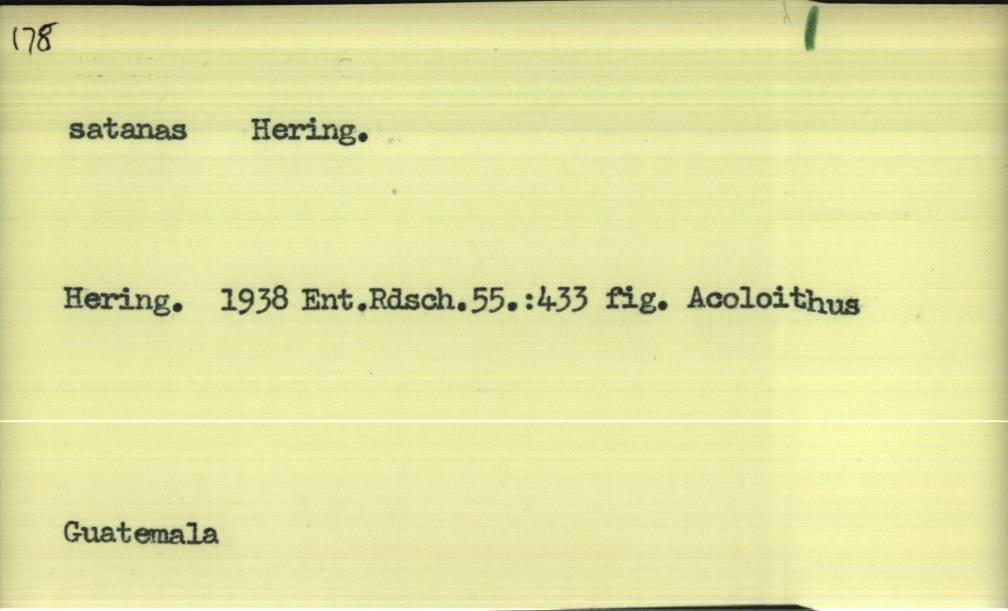 178
satanas Hering.
Hering. 1938 Ent.Rdsch.55.:433 fig. Acoloithus
Guatemala